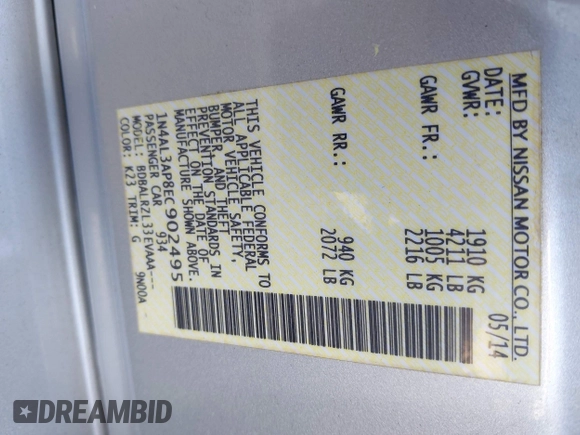 MFD BY NISSAN MOTOR CO., LTD.
DATE: 05/14
GVWR: 1910 KG
4211 LB
GAWR FR.: 1005 KG
2216 LB
GAWR RR.: 940 KG
2072 LB
THIS VEHICLE CONFORMS TO
ALL APPLICABLE FEDERAL
MOTOR VEHICLE SAFETY,
BUMPER, AND THEFT
PREVENTION STANDARDS IN
EFFECT ON THE DATE OF
MANUFACTURE SHOWN ABOVE.
1N4AL3AP8EC902495
PASSENGER CAR 934
MODEL: BDBALRZL33EVAAA---
COLOR: K23 TRIM: G 9N00A -
DREAMBID